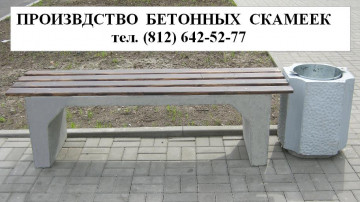 ПРОИЗВДСТВО БЕТОННЫХ СКАМЕЕК
тел. (812) 642-52-77